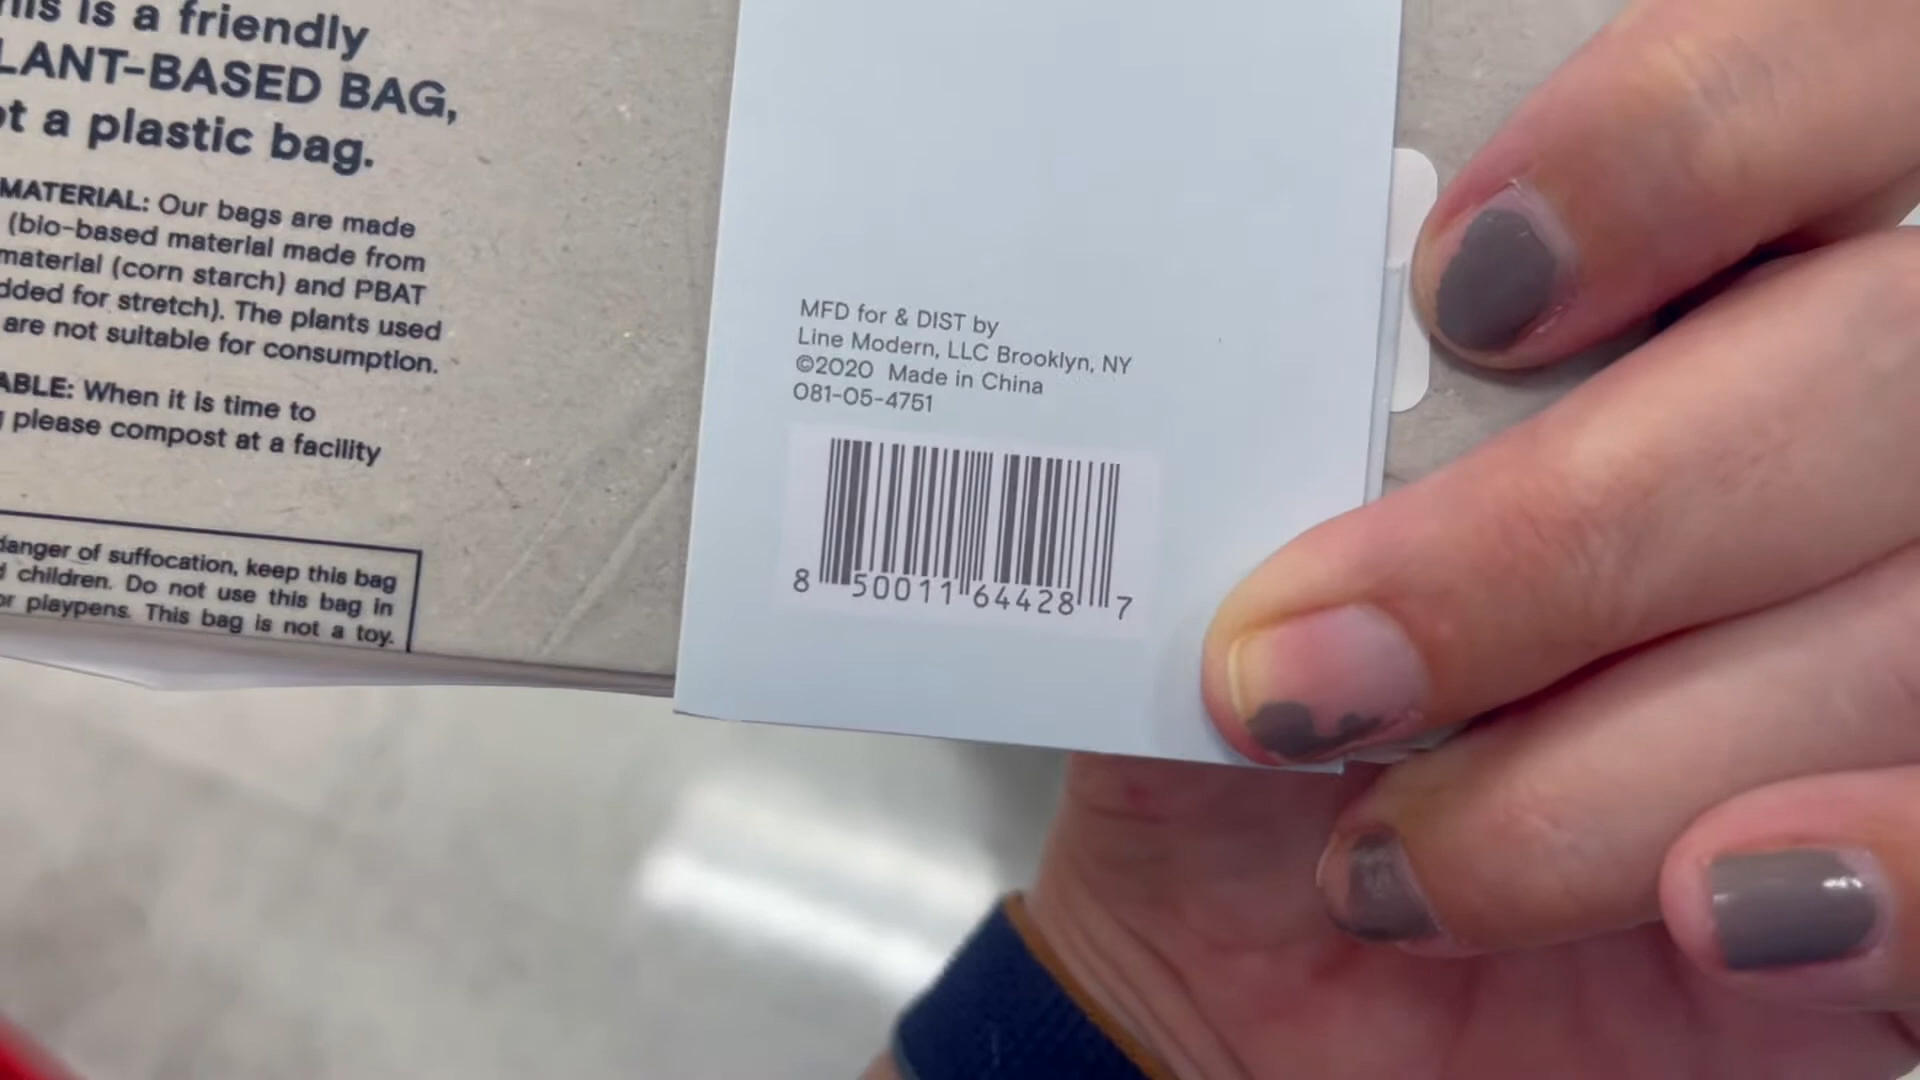 is a friendly
PLANT-BASED BAG,
a plastic bag.
MATERIAL: Our bags are made
(bio-based material made from
material (corn starch) and PBAT
for stretch). The plants used
are not suitable for consumption.
When it is time to
please compost at a facility
danger of suffocation, keep this bag
children. Do not use this bag in
or playpens. This bag is not a toy.
MFD for & DIST by
Line Modern, LLC Brooklyn, NY
©2020 Made in China
081-05-4751
8 50011 64428 7